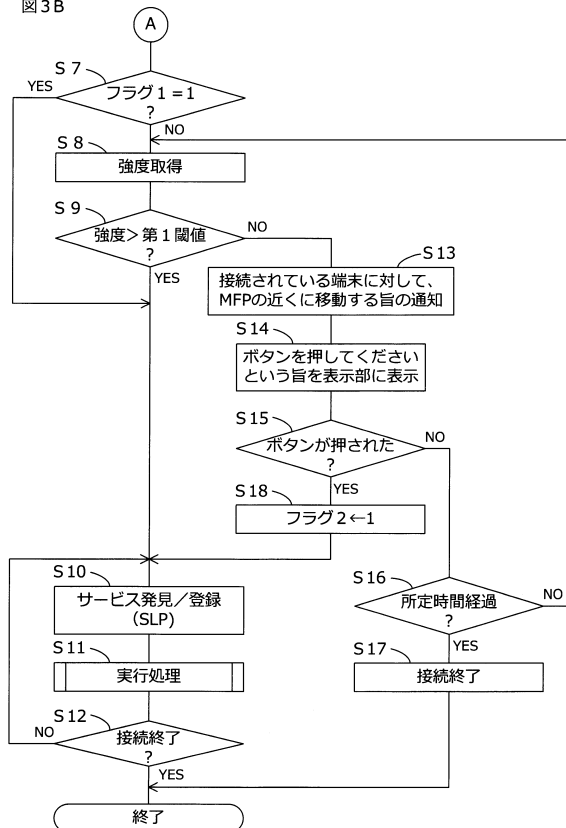 図3B
A
S7
YES
フラグ1=1
?
NO
S8
強度取得
S9
強度>第1閾値
?
NO
YES
S13
接続されている端末に対して、
MFPの近くに移動する旨の通知
S14
ボタンを押してください
という旨を表示部に表示
S15
ボタンが押された
?
NO
YES
S18
フラグ2←1
S10
サービス発見/登録
(SLP)
S16
所定時間経過
?
NO
YES
S11
実行処理
S17
接続終了
S12
NO
接続終了
?
YES
終了